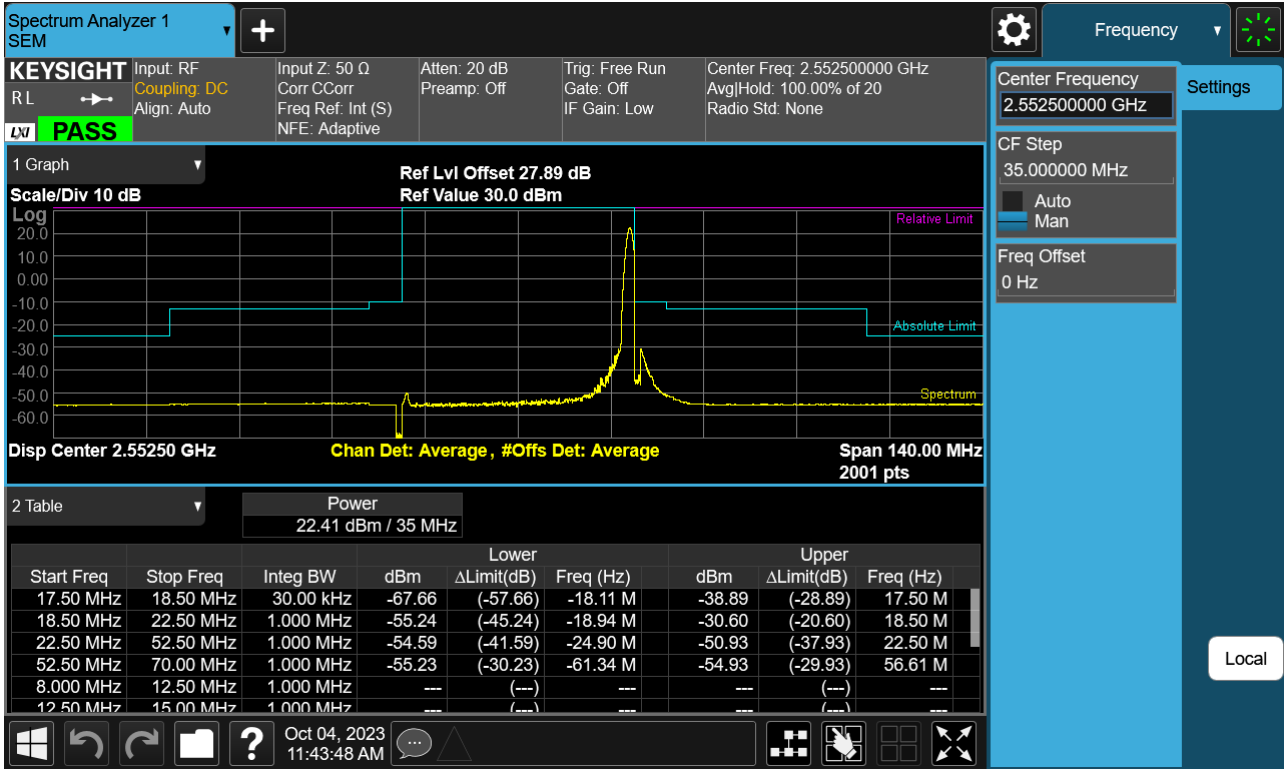 Spectrum Analyzer 1
SEM
Frequency
KEYSIGHT
R L
LXI
PASS
Input: RF
Coupling: DC
Align: Auto
Input Z: 50 Ω
Corr CCorr
Freq Ref: Int (S)
NFE: Adaptive
Atten: 20 dB
Preamp: Off
Trig: Free Run
Gate: Off
IF Gain: Low
Center Freq: 2.552500000 GHz
Avg|Hold: 100.00% of 20
Radio Std: None
Center Frequency
2.552500000 GHz
Settings
CF Step
35.000000 MHz
Auto
Man
Freq Offset
0 Hz
1 Graph
Ref Lvl Offset 27.89 dB
Scale/Div 10 dB Ref Value 30.0 dBm
Log
Relative Limit
20.0
10.0
0.00
-10.0
-20.0
Absolute Limit
-30.0
-40.0
-50.0
Spectrum
-60.0
Disp Center 2.55250 GHz Chan Det: Average , #Offs Det: Average Span 140.00 MHz
2001 pts
2 Table
Power
22.41 dBm / 35 MHz
Lower Upper
Start Freq Stop Freq Integ BW dBm ∆Limit(dB) Freq (Hz) dBm ∆Limit(dB) Freq (Hz)
17.50 MHz 18.50 MHz 30.00 kHz -67.66 (-57.66) -18.11 M -38.89 (-28.89) 17.50 M
18.50 MHz 22.50 MHz 1.000 MHz -55.24 (-45.24) -18.94 M -30.60 (-20.60) 18.50 M
22.50 MHz 52.50 MHz 1.000 MHz -54.59 (-41.59) -24.90 M -50.93 (-37.93) 22.50 M
52.50 MHz 70.00 MHz 1.000 MHz -55.23 (-30.23) -61.34 M -54.93 (-29.93) 56.61 M
8.000 MHz 12.50 MHz 1.000 MHz --- (---) --- --- (---) ---
12.50 MHz 15.00 MHz 1.000 MHz --- (---) --- --- (---) ---
Local
?
Oct 04, 2023
11:43:48 AM